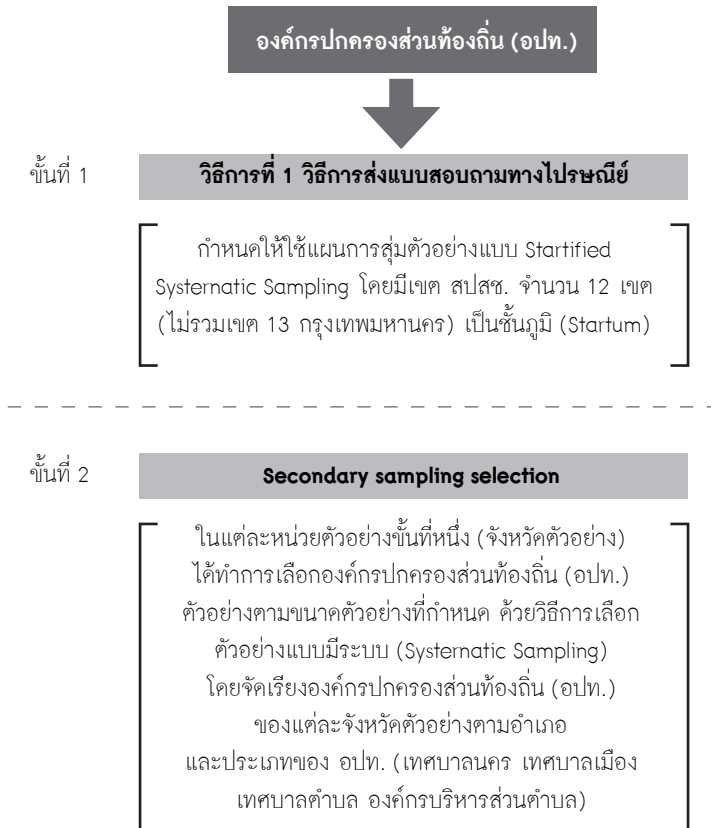 องค์กรปกครองส่วนท้องถิ่น (อปท.)
ขั้นที่ 1
วิธีการที่ 1 วิธีการส่งแบบสอบถามทางไปรษณีย์
กำหนดให้ใช้แผนการสุ่มตัวอย่างแบบ Startified
Systernatic Sampling โดยมีเขต สปสช. จำนวน 12 เขต
(ไม่รวมเขต 13 กรุงเทพมหานคร) เป็นชั้นภูมิ (Startum)
ขั้นที่ 2
Secondary sampling selection
ในแต่ละหน่วยตัวอย่างขั้นที่หนึ่ง (จังหวัดตัวอย่าง)
ได้ทำการเลือกองค์กรปกครองส่วนท้องถิ่น (อปท.)
ตัวอย่างตามขนาดตัวอย่างที่กำหนด ด้วยวิธีการเลือก
ตัวอย่างแบบมีระบบ (Systernatic Sampling)
โดยจัดเรียงองค์กรปกครองส่วนท้องถิ่น (อปท.)
ของแต่ละจังหวัดตัวอย่างตามอำเภอ
และประเภทของ อปท. (เทศบาลนคร เทศบาลเมือง
เทศบาลตำบล องค์กรบริหารส่วนตำบล)